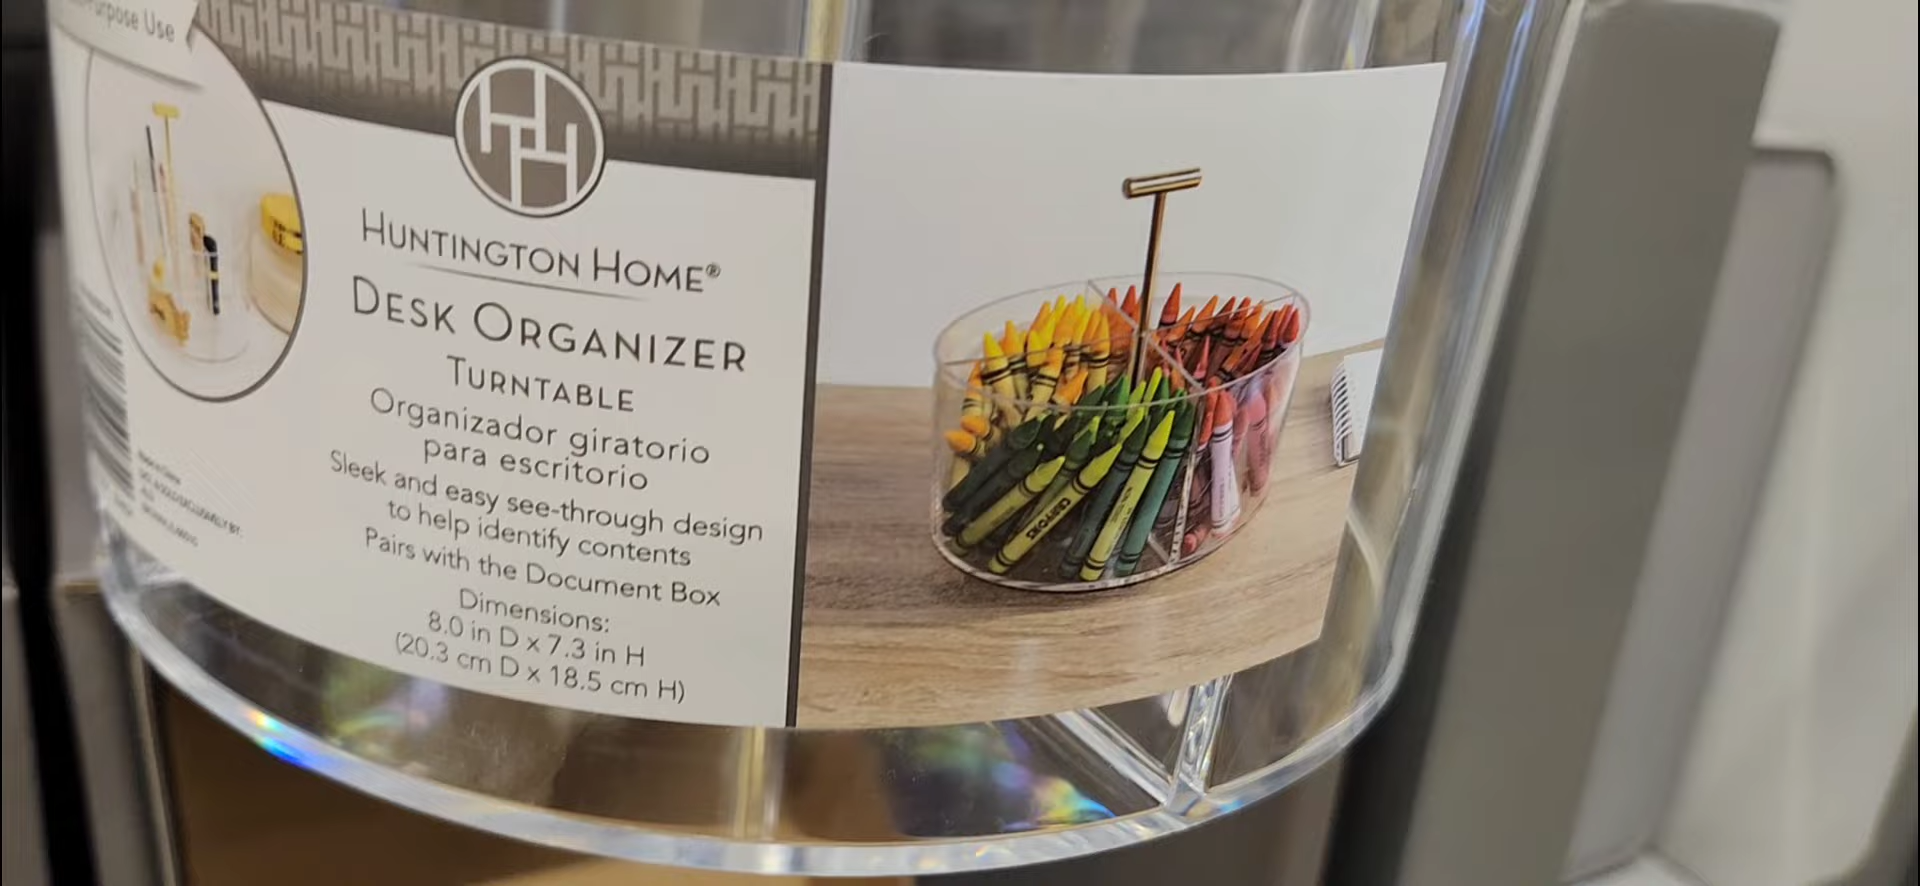 Purpose Use
HUNTINGTON HOME®
DESK ORGANIZER
TURNTABLE
Organizador giratorio
para escritorio
Sleek and easy see-through design
to help identify contents
Pairs with the Document Box
Dimensions:
8.0 in D x 7.3 in H
(20.3 cm D x 18.5 cm H)